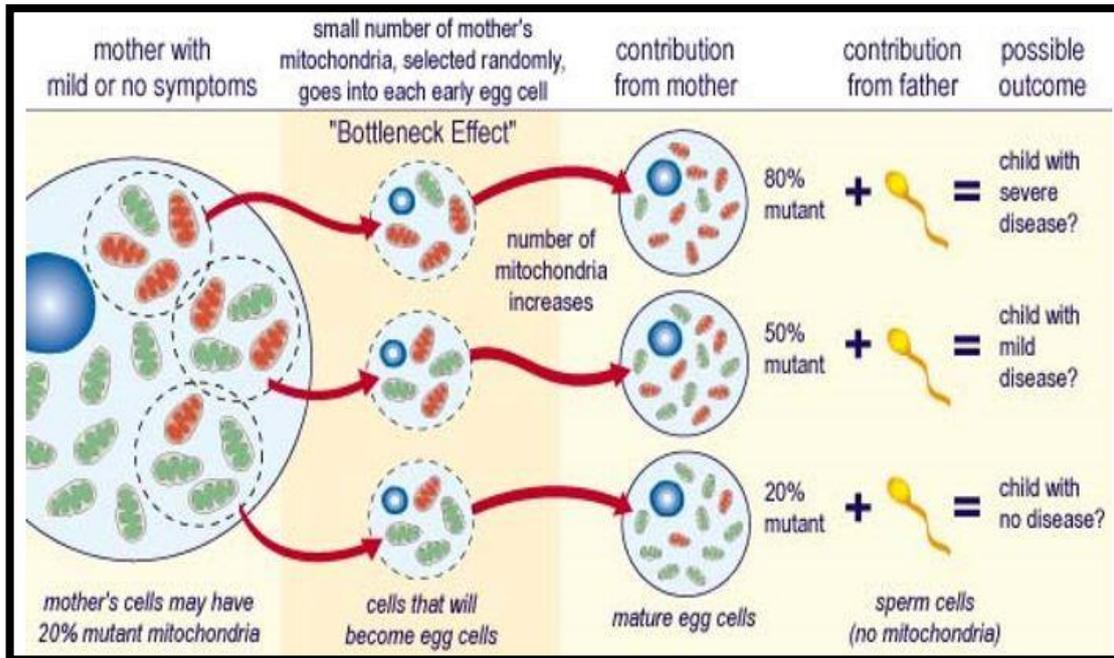 mother with
mild or no symptoms
small number of mother's
mitochondria, selected randomly,
goes into each early egg cell
contribution
from mother
contribution
from father
possible
outcome
"Bottleneck Effect"
number of
mitochondria
increases
80%
mutant
+
=
child with
severe
disease?
50%
mutant
+
=
child with
mild
disease?
20%
mutant
+
=
child with
no disease?
mother's cells may have
20% mutant mitochondria
cells that will
become egg cells
mature egg cells
sperm cells
(no mitochondria)